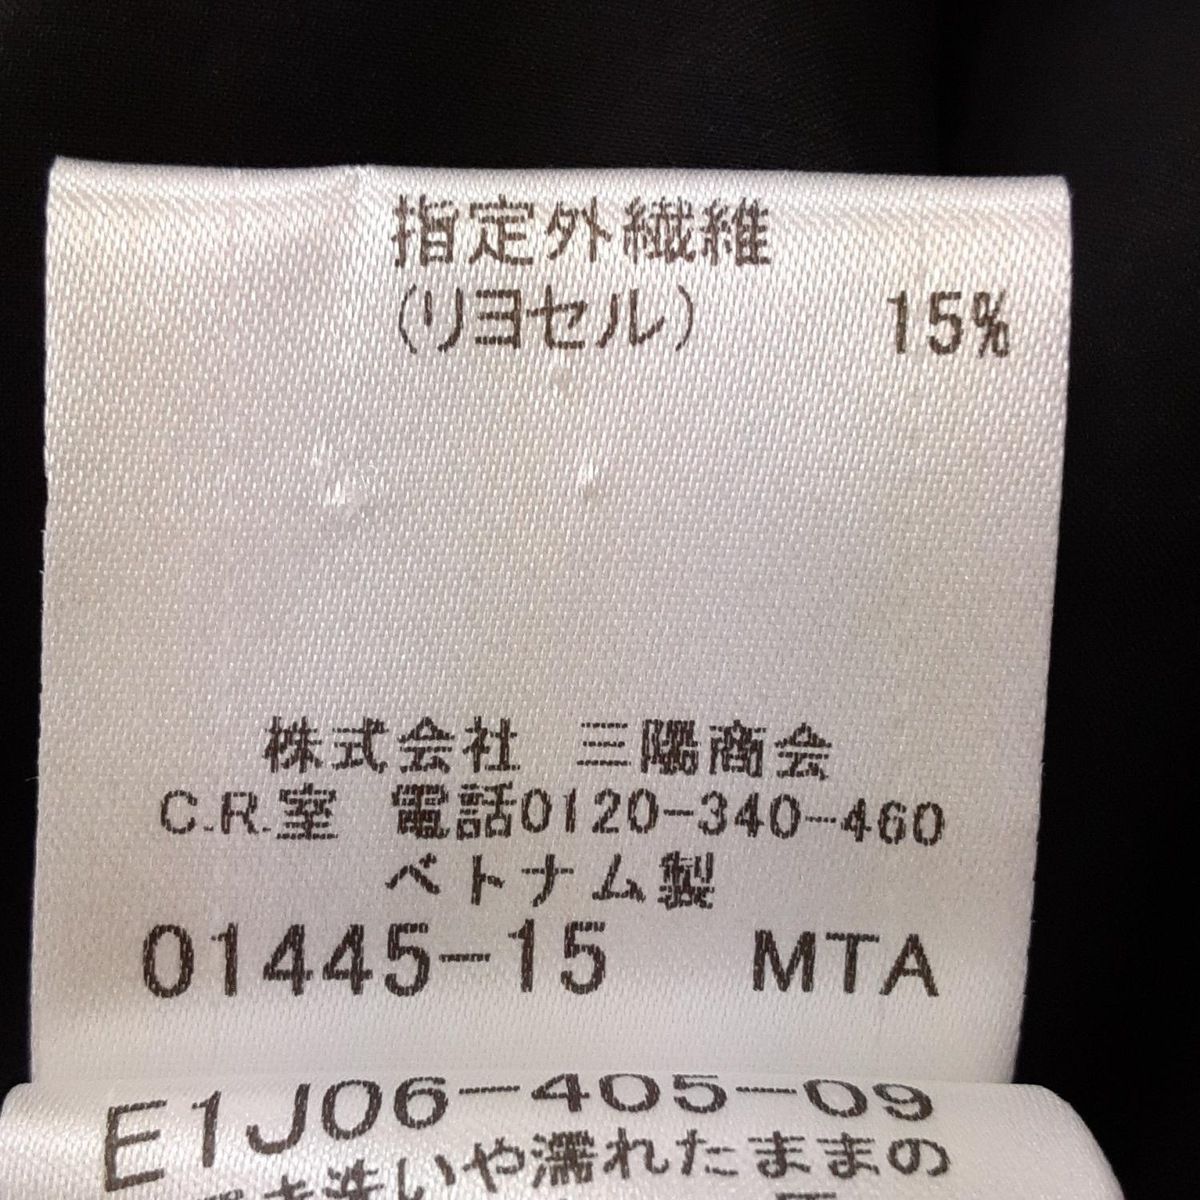 指定外繊維
(リヨセル) 15%
株式会社 三陽商会
C.R.室 電話0120-340-460
ベトナム製
01445-15 MTA
E1J06-405-09
き洗いや濡れたままの